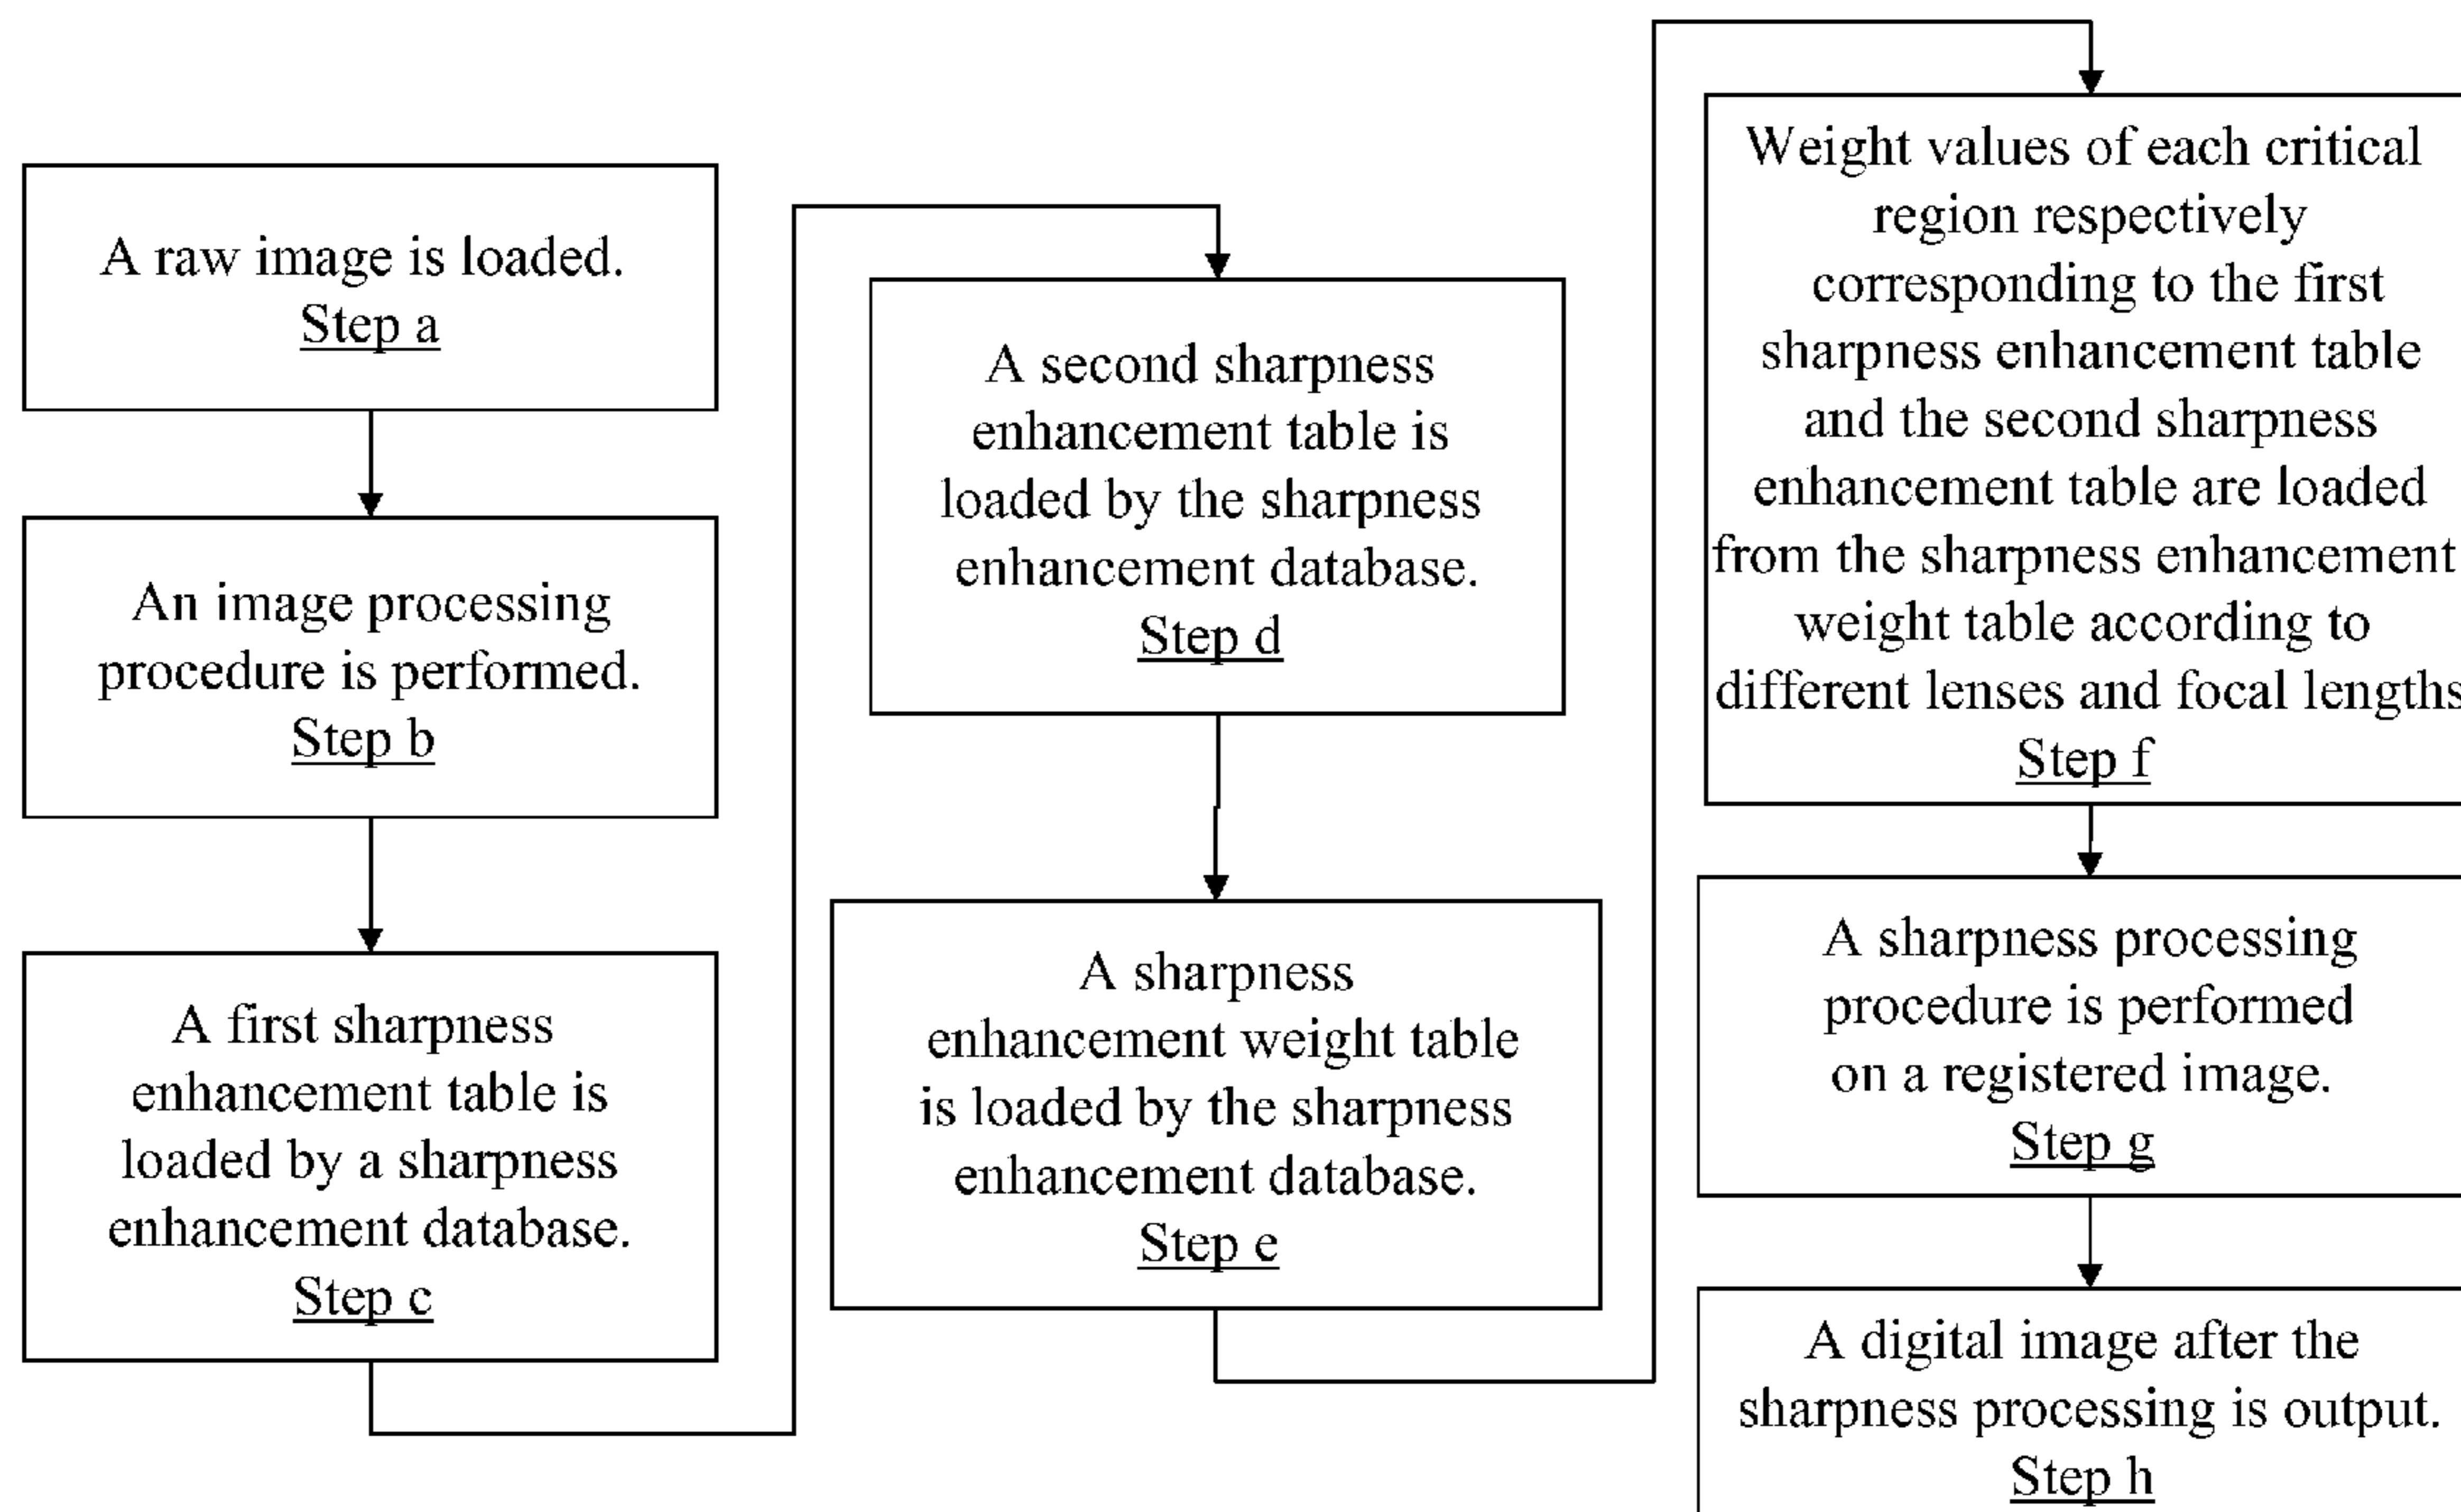 A raw image is loaded.
Step a
An image processing
procedure is performed.
Step b
A first sharpness
enhancement table is
loaded by a sharpness
enhancement database.
Step c
A second sharpness
enhancement table is
loaded by the sharpness
enhancement database.
Step d
A sharpness
enhancement weight table
is loaded by the sharpness
enhancement database.
Step e
Weight values of each critical
region respectively
corresponding to the first
sharpness enhancement table
and the second sharpness
enhancement table are loaded
from the sharpness enhancement
weight table according to
different lenses and focal lengths
Step f
A sharpness processing
procedure is performed
on a registered image.
Step g
A digital image after the
sharpness processing is output.
Step h